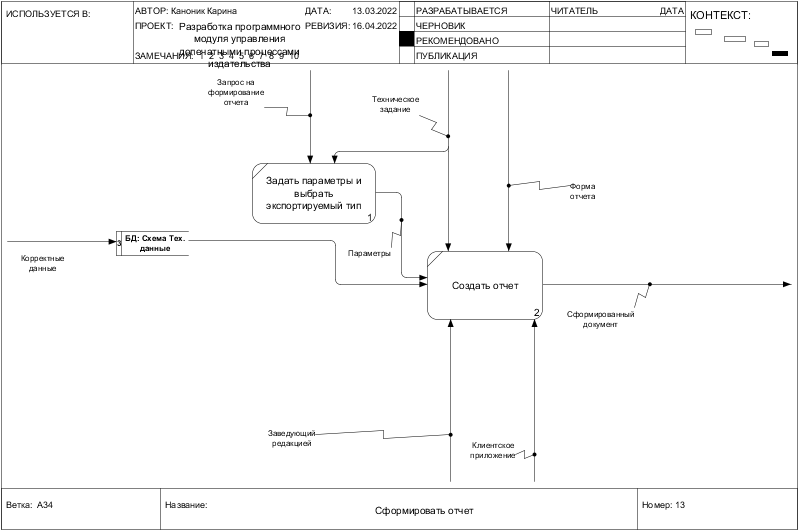 ИСПОЛЬЗУЕТСЯ В:
АВТОР: Каноник Карина
ДАТА: 13.03.2022
ПРОЕКТ: Разработка программного
модуля управления
допечатными процессами
издательства
РЕВИЗИЯ: 16.04.2022
ЗАМЕЧАНИЯ: 1 2 3 4 5 6 7 8 9 10
РАЗРАБАТЫВАЕТСЯ
ЧЕРНОВИК
РЕКОМЕНДОВАНО
ПУБЛИКАЦИЯ
ЧИТАТЕЛЬ ДАТА
КОНТЕКСТ:
Запрос на
формирование
отчета
Техническое
задание
Форма
отчета
Задать параметры и
выбрать
экспортируемый тип
1
3 БД: Схема Тех.
данные
Корректные
данные
Параметры
Создать отчет
2
Сформированный
документ
Заведующий
редакцией
Клиентское
приложение
Ветка: A34
Название:
Сформировать отчет
Номер: 13